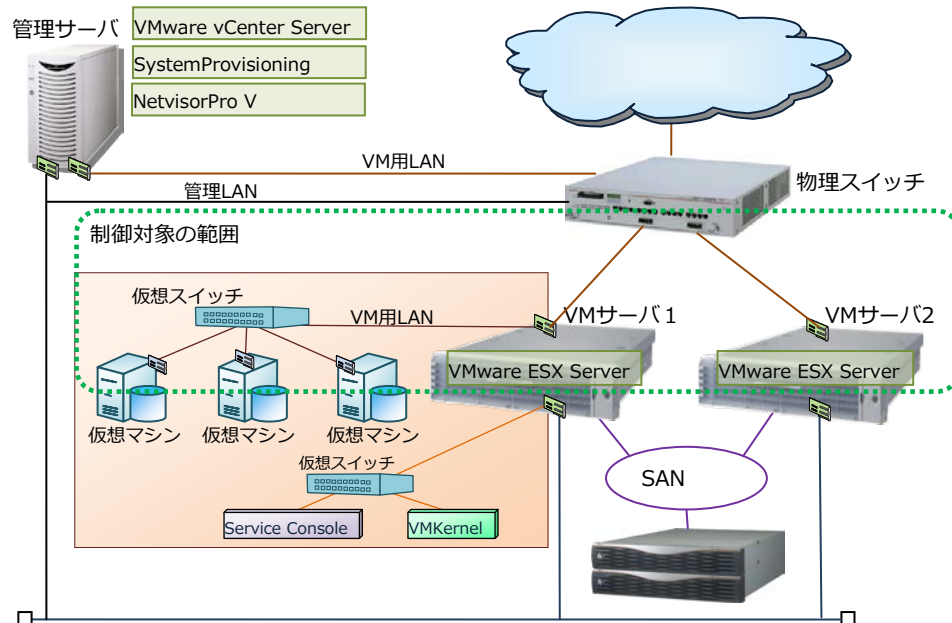 管理サーバ
VMware vCenter Server
SystemProvisioning
NetvisorPro V
VM用LAN
管理LAN
物理スイッチ
制御対象の範囲
仮想スイッチ
VM用LAN
VMサーバ1
VMサーバ2
VMware ESX Server
VMware ESX Server
仮想マシン
仮想マシン
仮想マシン
仮想スイッチ
SAN
Service Console
VMKernel